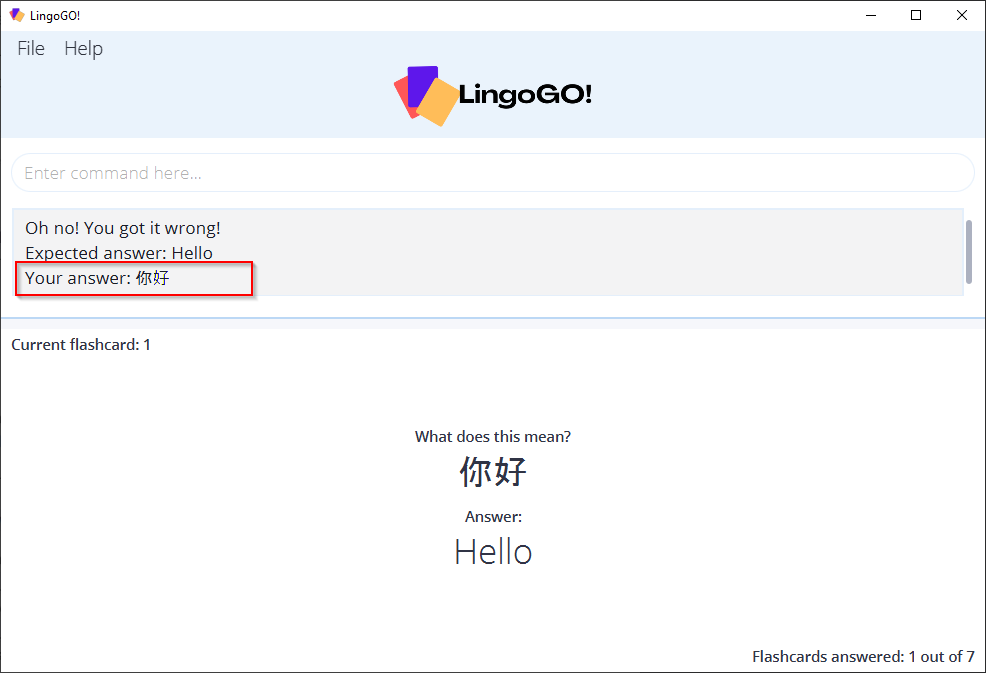 LingoGO!
File Help
LingoGO!
Enter command here...
Oh no! You got it wrong!
Expected answer: Hello
Your answer: 你好
Current flashcard: 1
What does this mean?
你好
Answer:
Hello
Flashcards answered: 1 out of 7